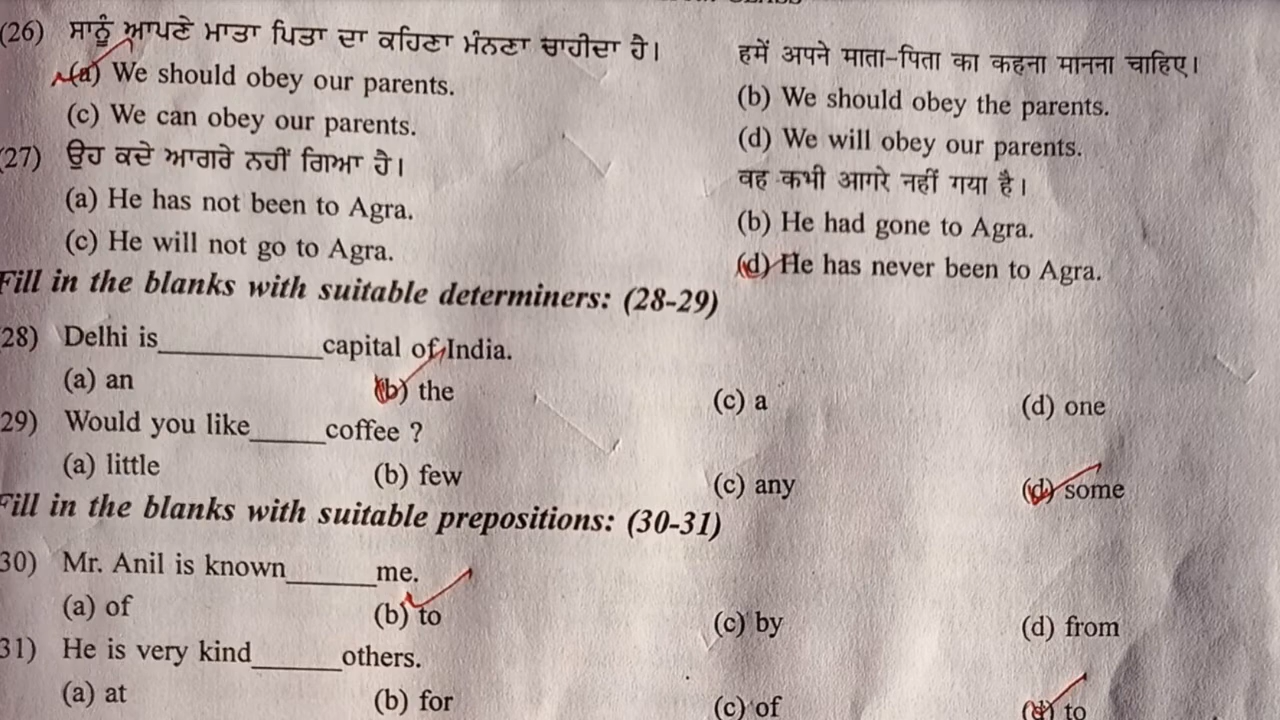 (26) ਸਾਨੂੰ ਆਪਣੇ ਮਾਤਾ ਪਿਤਾ ਦਾ ਕਹਿਣਾ ਮੰਨਣਾ ਚਾਹੀਦਾ ਹੈ। हमें अपने माता-पिता का कहना मानना चाहिए।
(a) We should obey our parents. (b) We should obey the parents.
(c) We can obey our parents. (d) We will obey our parents.
(27) ਉਹ ਕਦੇ ਆਗਰੇ ਨਹੀਂ ਗਿਆ ਹੈ। वह कभी आगरे नहीं गया है।
(a) He has not been to Agra. (b) He had gone to Agra.
(c) He will not go to Agra. (d) He has never been to Agra.
Fill in the blanks with suitable determiners: (28-29)
28) Delhi is____________capital of India.
(a) an (b) the (c) a (d) one
29) Would you like_____coffee ?
(a) little (b) few (c) any (d) some
Fill in the blanks with suitable prepositions: (30-31)
30) Mr. Anil is known______me.
(a) of (b) to (c) by (d) from
31) He is very kind______others.
(a) at (b) for (c) of (d) to